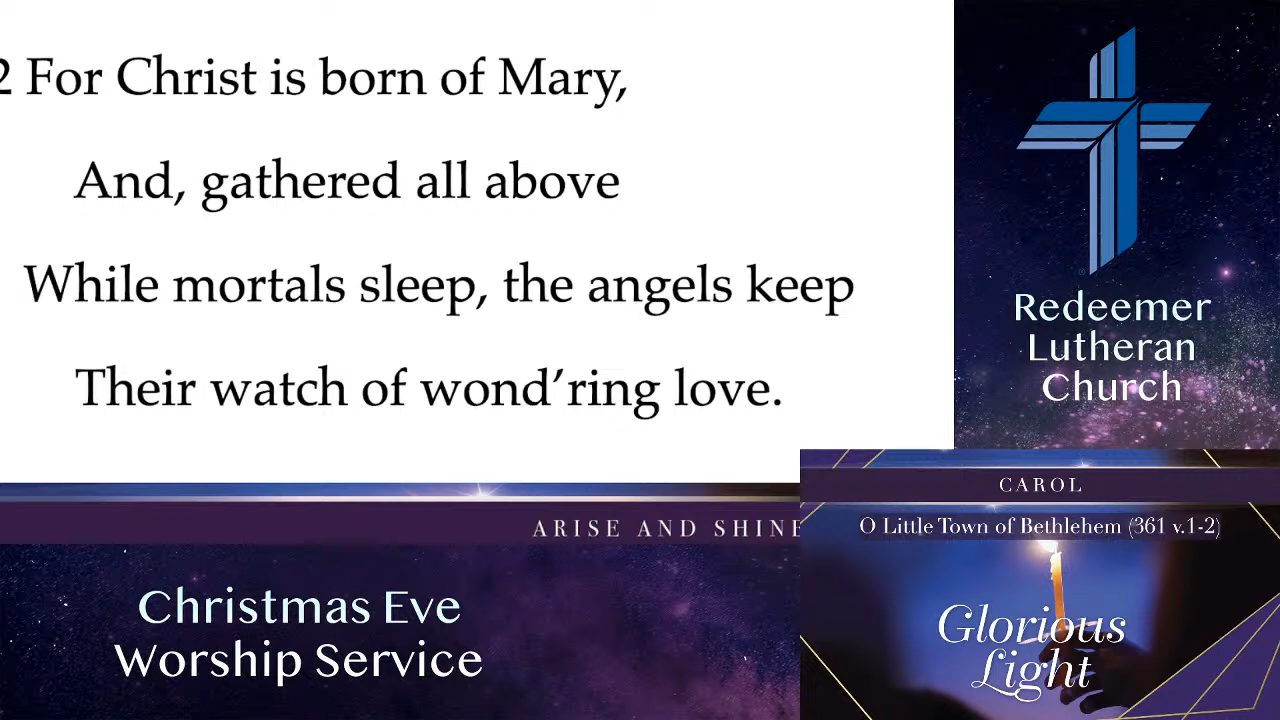 2 For Christ is born of Mary,
And, gathered all above
While mortals sleep, the angels keep
Their watch of wond’ring love.
Redeemer
Lutheran
Church
ARISE AND SHINE
Christmas Eve
Worship Service
CAROL
O Little Town of Bethlehem (361 v.1-2)
Glorious
Light